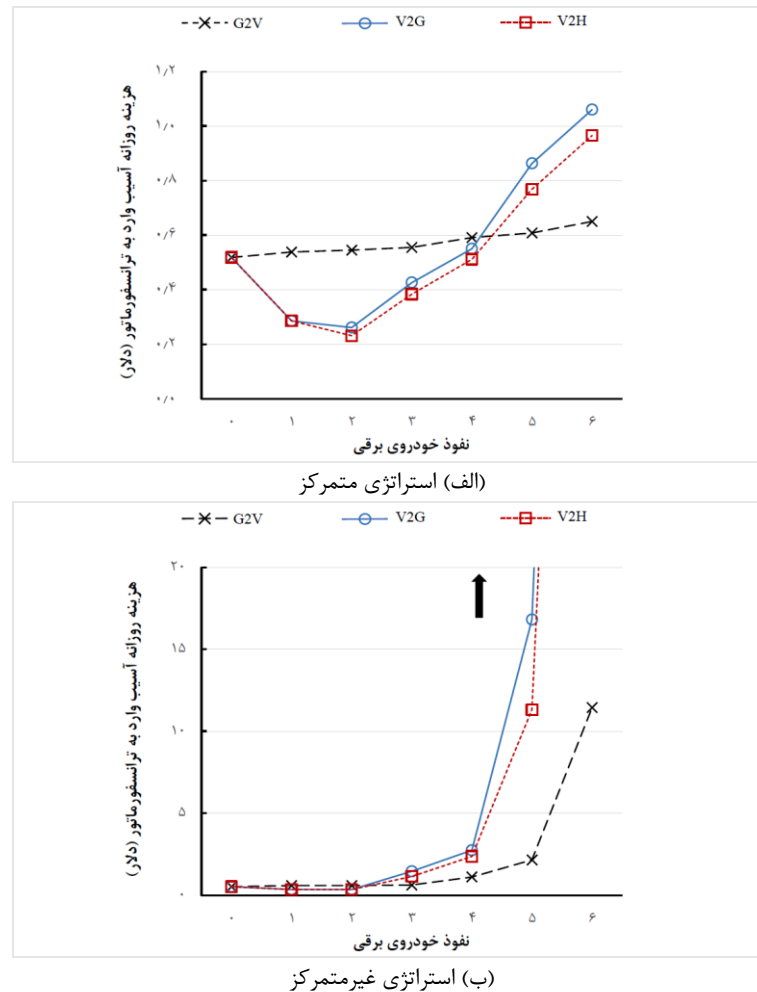 G2V V2G V2H
هزینه روزانه آسیب وارد به ترانسفورماتور (دلار)
۱٫۲
۱٫۰
۰٫۸
۰٫۶
۰٫۴
۰٫۲
۰٫۰
۰ ۱ ۲ ۳ ۴ ۵ ۶
نفوذ خودروی برقی
(الف) استراتژی متمرکز
G2V V2G V2H
هزینه روزانه آسیب وارد به ترانسفورماتور (دلار)
۲۰
۱۵
۱۰
۵
۰
۰ ۱ ۲ ۳ ۴ ۵ ۶
نفوذ خودروی برقی
(ب) استراتژی غیرمتمرکز